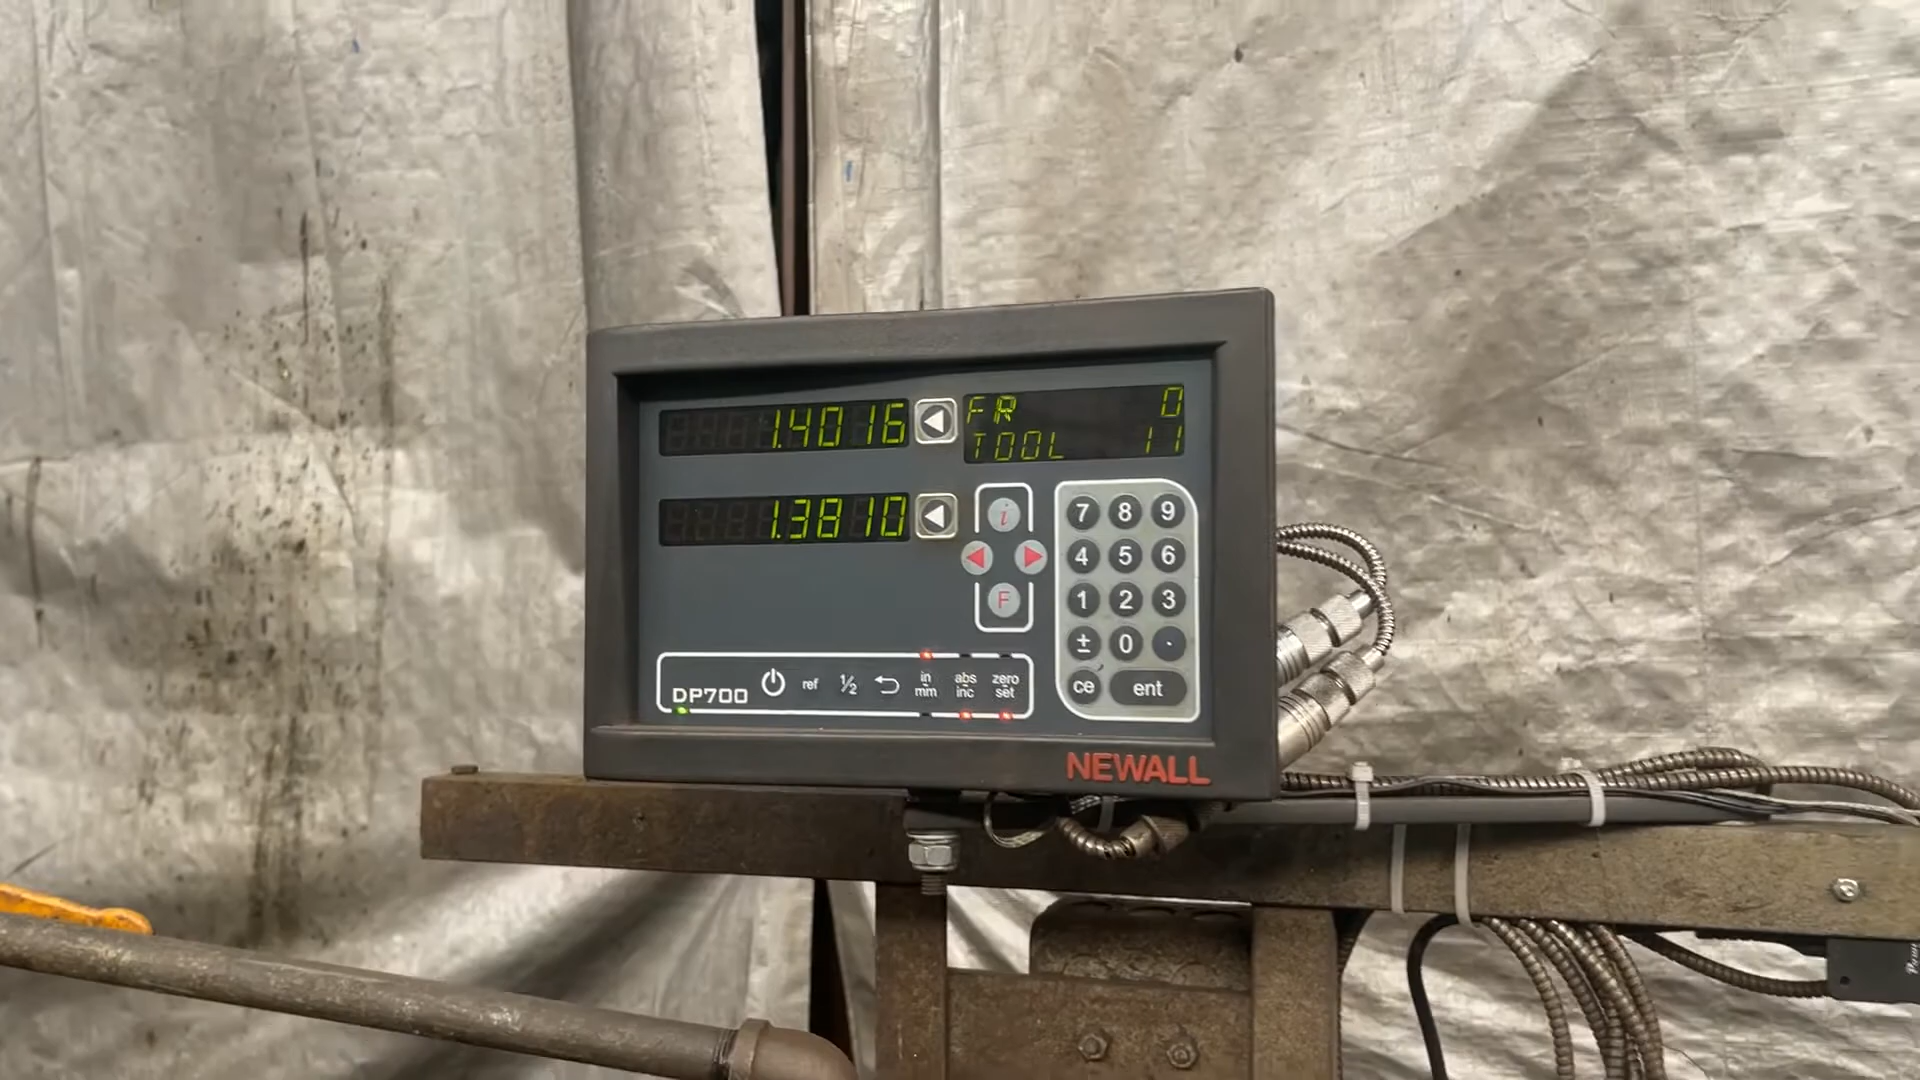 1.4016
FR 0
TOOL 11
1.3810
i
F
7 8 9
4 5 6
1 2 3
± 0 .
ce ent
DP700 ref 1/2 in mm abs inc zero set
NEWALL